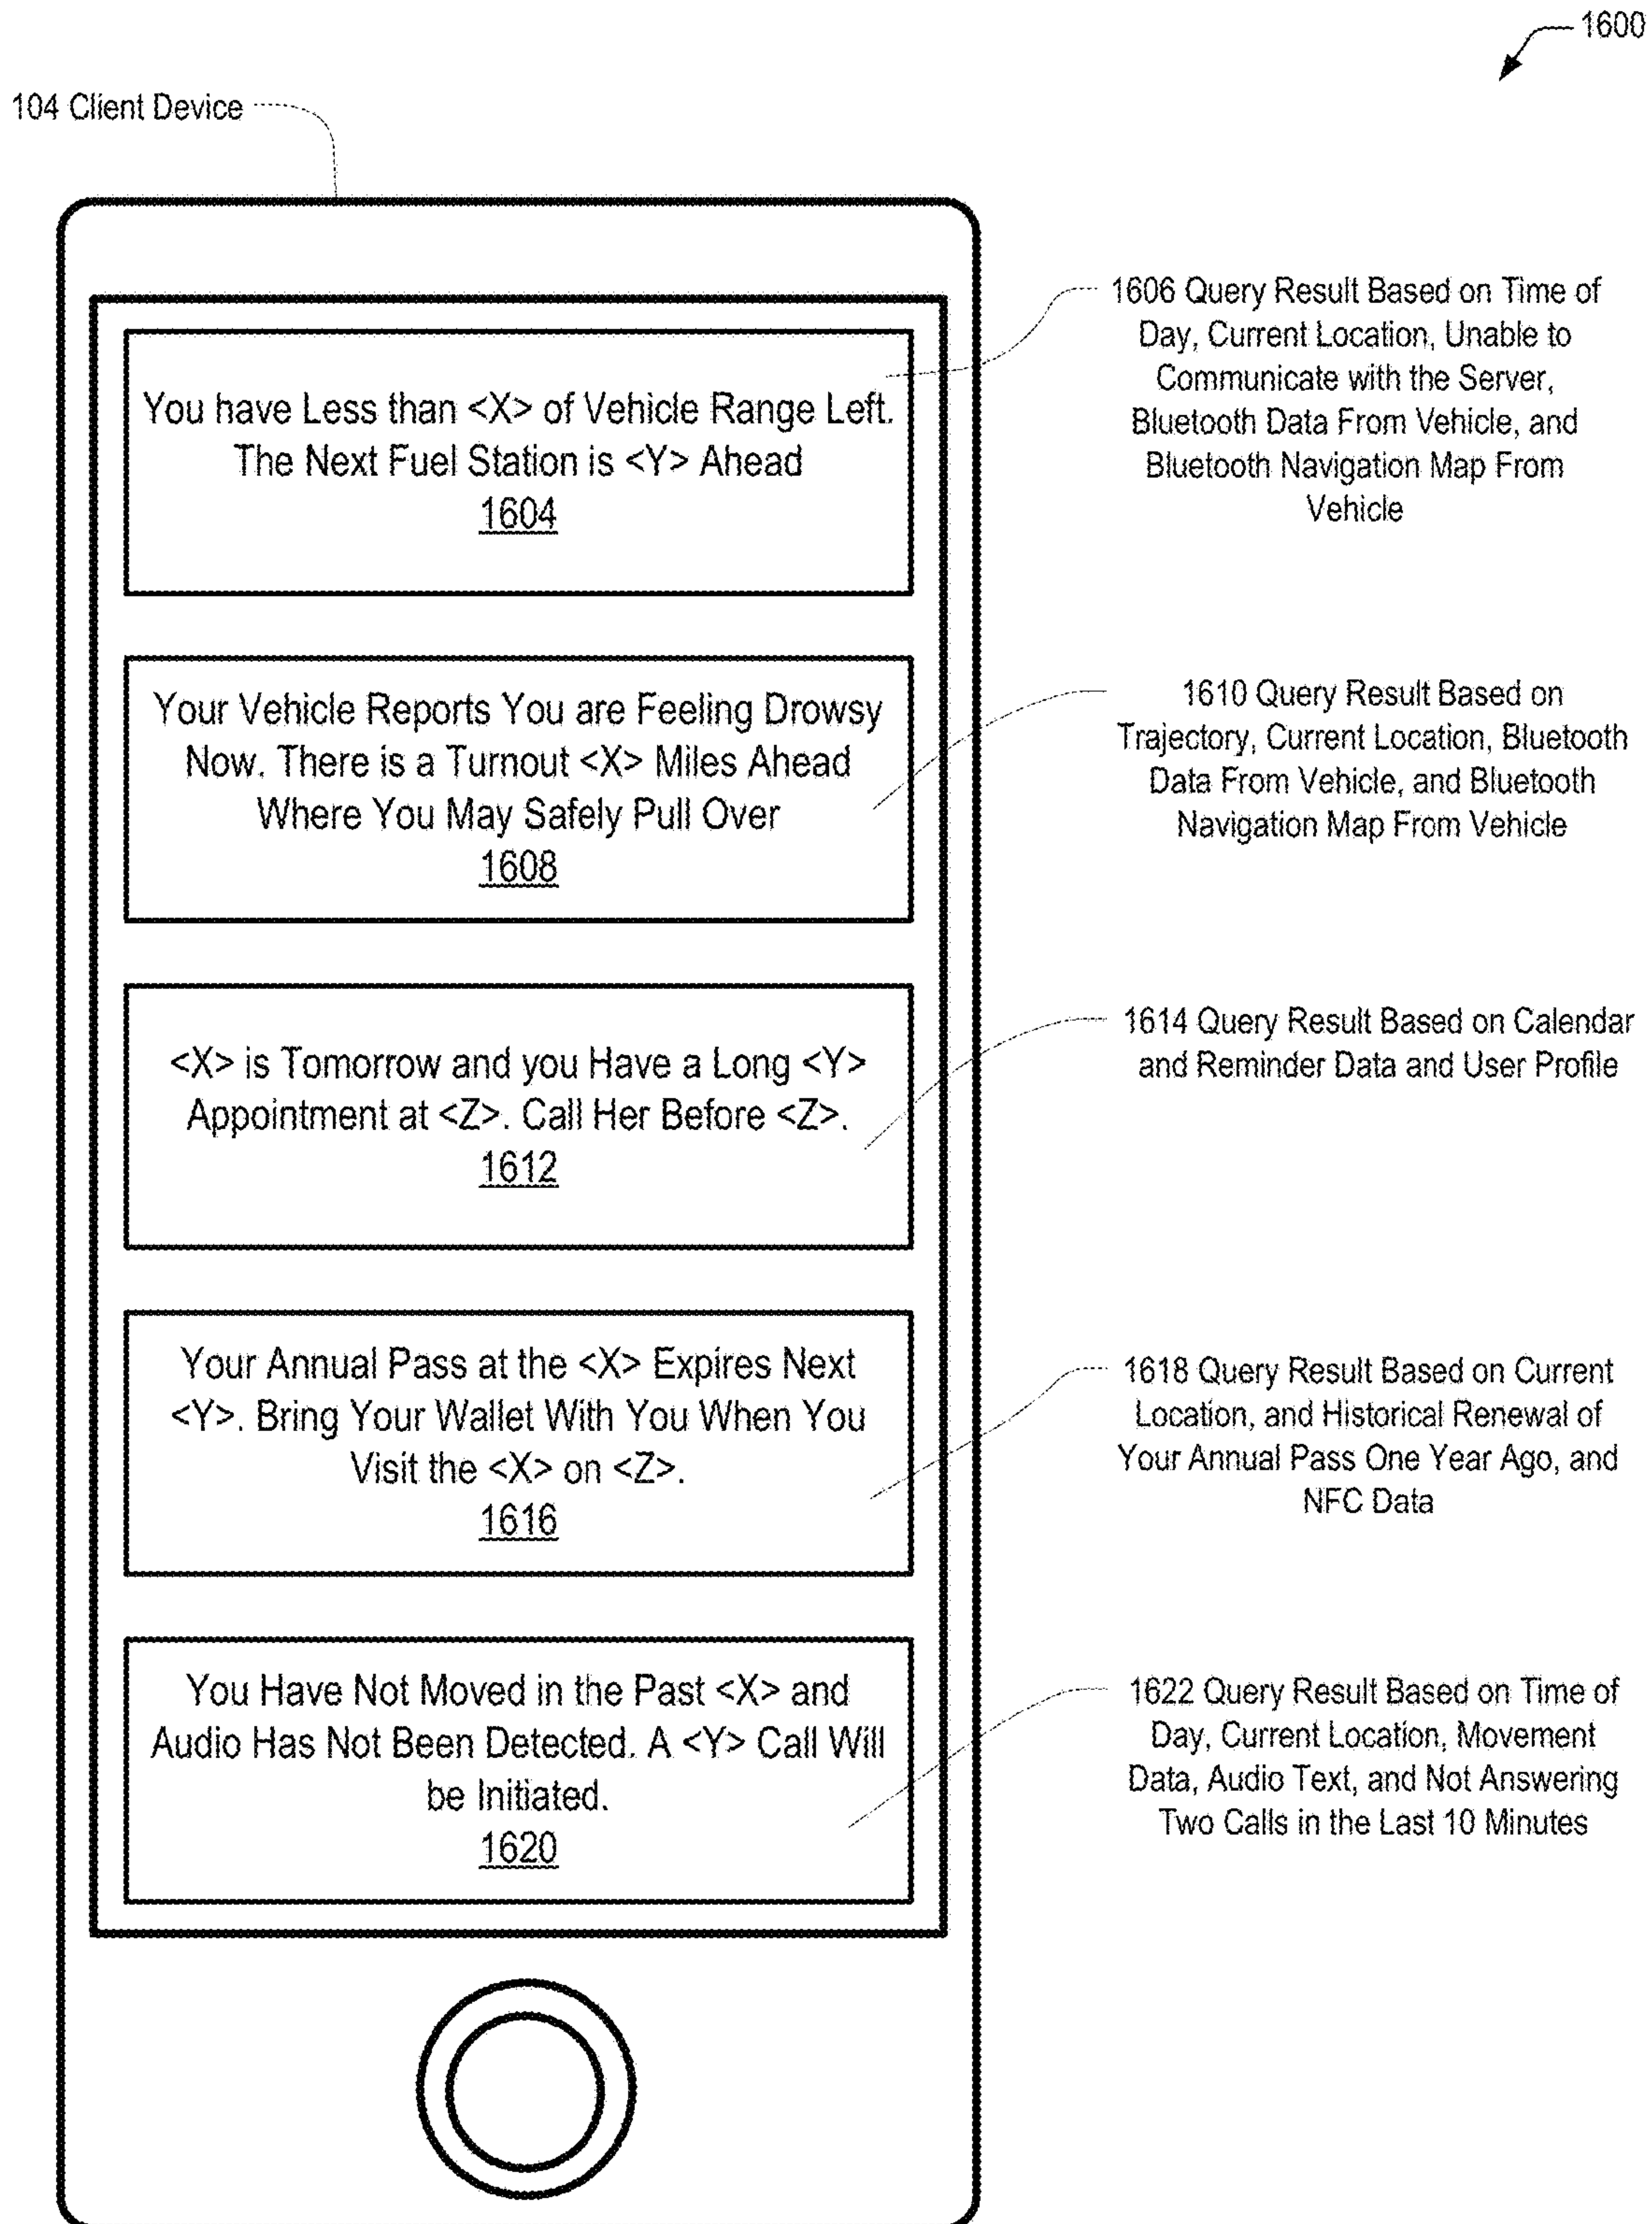 1600
104 Client Device
You have Less than <X> of Vehicle Range Left.
The Next Fuel Station is <Y> Ahead
1604
1606 Query Result Based on Time of
Day, Current Location, Unable to
Communicate with the Server,
Bluetooth Data From Vehicle, and
Bluetooth Navigation Map From
Vehicle
Your Vehicle Reports You are Feeling Drowsy
Now. There is a Turnout <X> Miles Ahead
Where You May Safely Pull Over
1608
1610 Query Result Based on
Trajectory, Current Location, Bluetooth
Data From Vehicle, and Bluetooth
Navigation Map From Vehicle
<X> is Tomorrow and you Have a Long <Y>
Appointment at <Z>. Call Her Before <Z>.
1612
1614 Query Result Based on Calendar
and Reminder Data and User Profile
Your Annual Pass at the <X> Expires Next
<Y>. Bring Your Wallet With You When You
Visit the <X> on <Z>.
1616
1618 Query Result Based on Current
Location, and Historical Renewal of
Your Annual Pass One Year Ago, and
NFC Data
You Have Not Moved in the Past <X> and
Audio Has Not Been Detected. A <Y> Call Will
be Initiated.
1620
1622 Query Result Based on Time of
Day, Current Location, Movement
Data, Audio Text, and Not Answering
Two Calls in the Last 10 Minutes